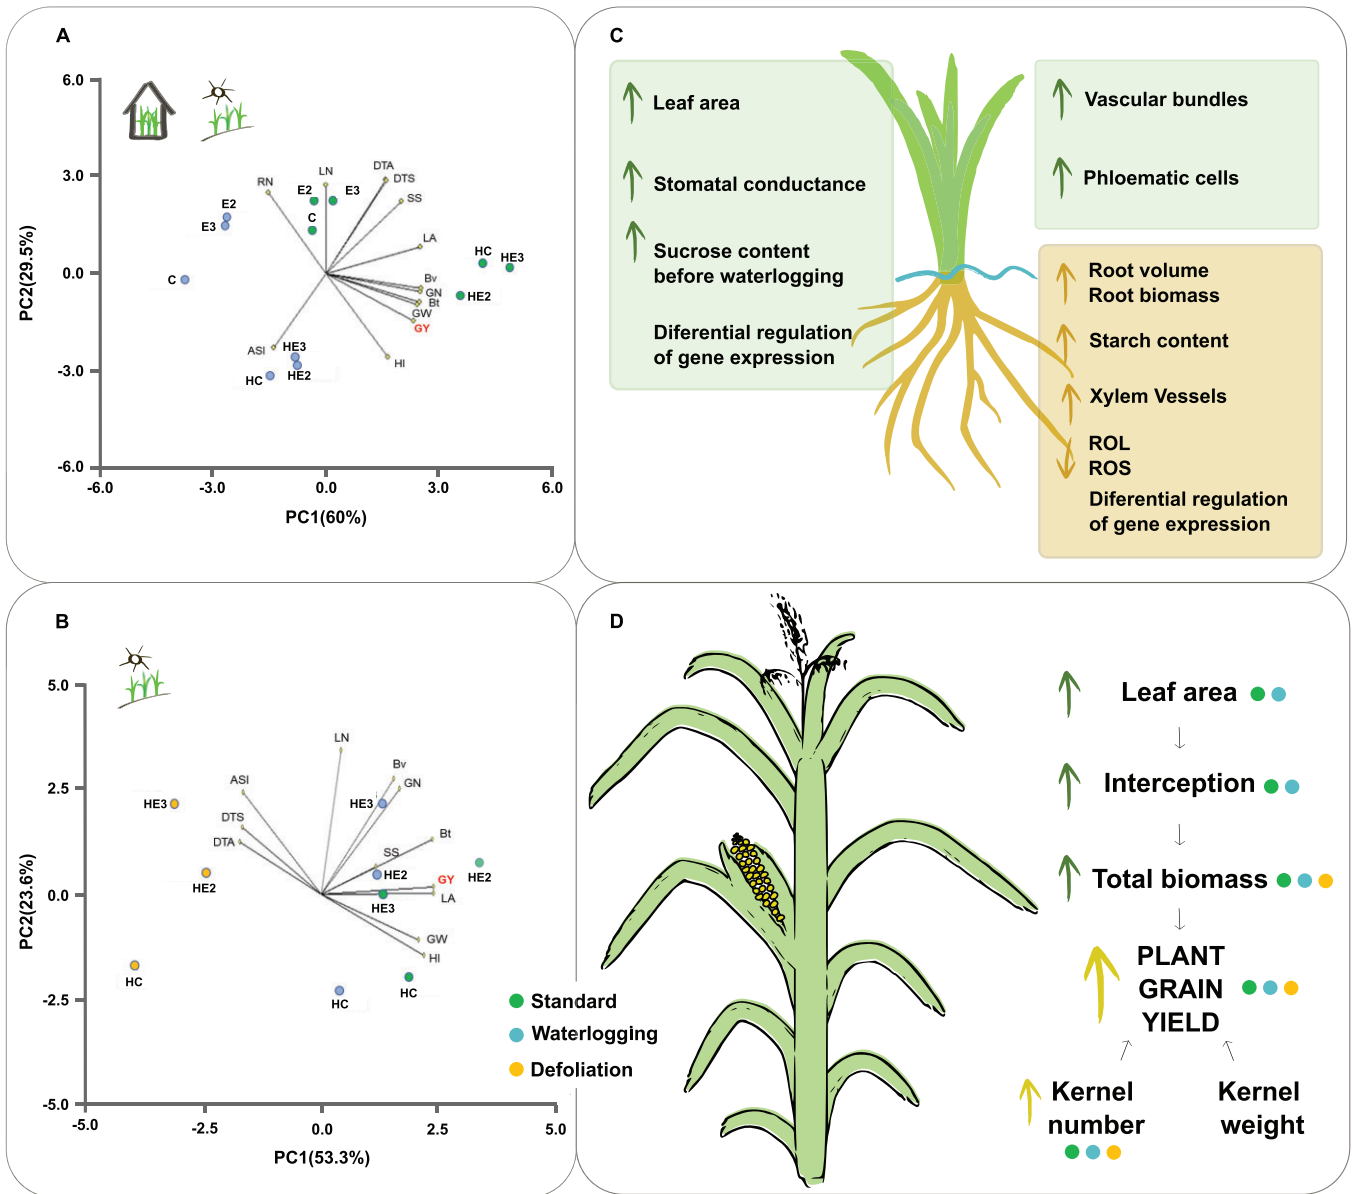 A
6.0
3.0
0.0
-3.0
-6.0
-6.0
-3.0
0.0
3.0
6.0
PC2(29.5%)
PC1(60%)
RN
LN
DTA
DTS
SS
LA
Bv
GN
Bt
GW
GY
HI
ASI
E2
E3
C
E2
E3
C
HC
HE3
HE2
HE3
HE2
HC
C
Leaf area
Stomatal conductance
Sucrose content
before waterlogging
Diferential regulation
of gene expression
Vascular bundles
Phloematic cells
Root volume
Root biomass
Starch content
Xylem Vessels
ROL
ROS
Diferential regulation
of gene expression
B
5.0
2.5
0.0
-2.5
-5.0
-5.0
-2.5
0.0
2.5
5.0
PC2(23.6%)
PC1(53.3%)
LN
ASI
DTS
DTA
Bv
GN
Bt
SS
GY
LA
GW
HI
HE3
HE2
HC
HE3
HE2
HC
HE2
HE3
HC
Standard
Waterlogging
Defoliation
D
Leaf area
Interception
Total biomass
PLANT
GRAIN
YIELD
Kernel
number
Kernel
weight